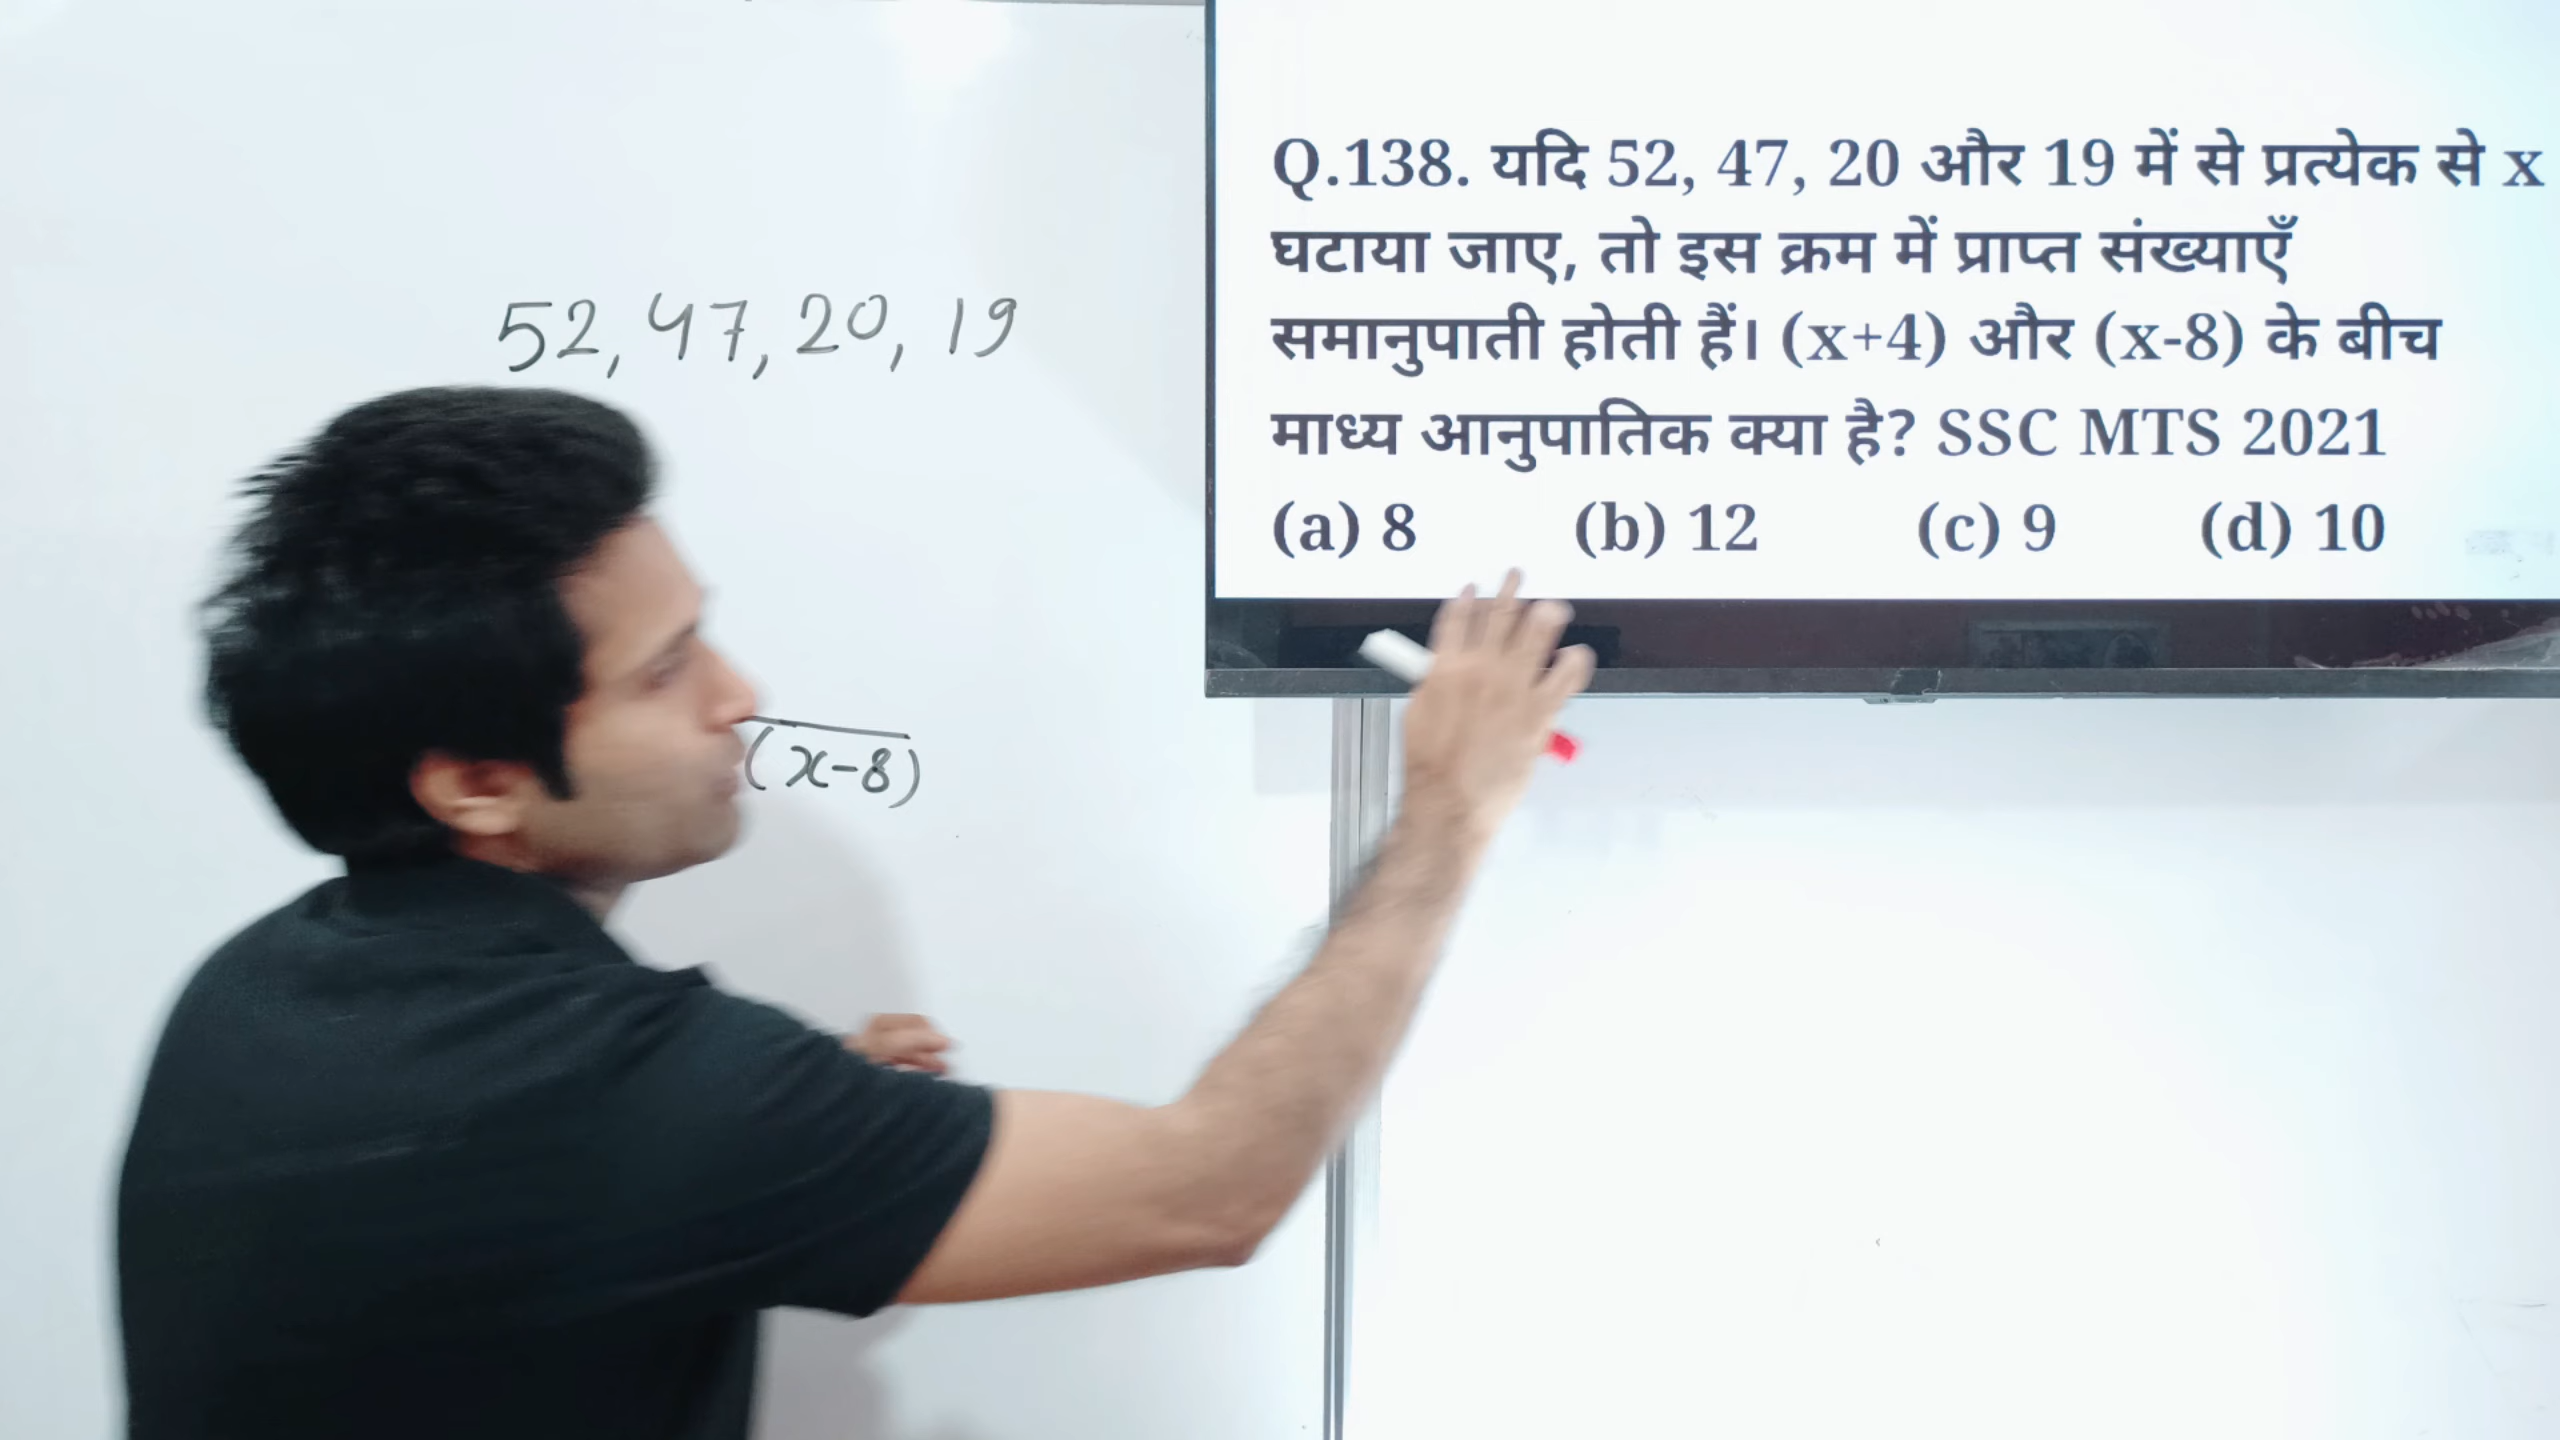 52, 47, 20, 19
(x-8)
Q.138. यदि 52, 47, 20 और 19 में से प्रत्येक से x
घटाया जाए, तो इस क्रम में प्राप्त संख्याएँ
समानुपाती होती हैं। (x+4) और (x-8) के बीच
माध्य आनुपातिक क्या है? SSC MTS 2021
(a) 8 (b) 12 (c) 9 (d) 10